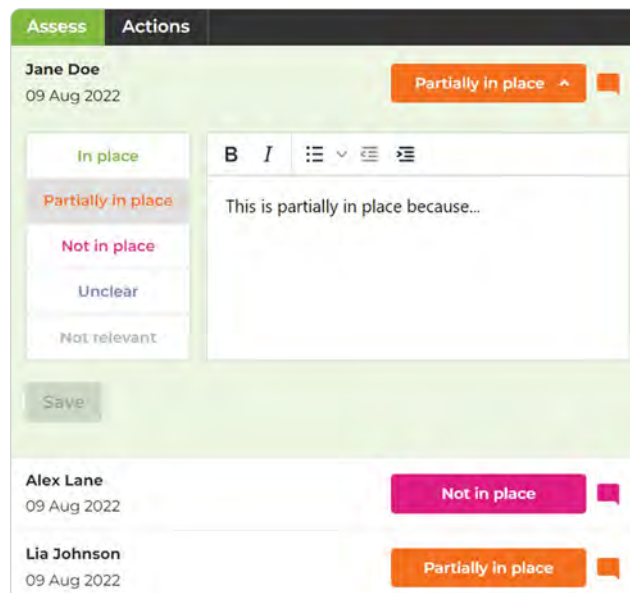 Assess Actions
Jane Doe
09 Aug 2022
Partially in place
In place
Partially in place
Not in place
Unclear
Not relevant
B I
This is partially in place because...
Save
Alex Lane
09 Aug 2022
Not in place
Lia Johnson
09 Aug 2022
Partially in place